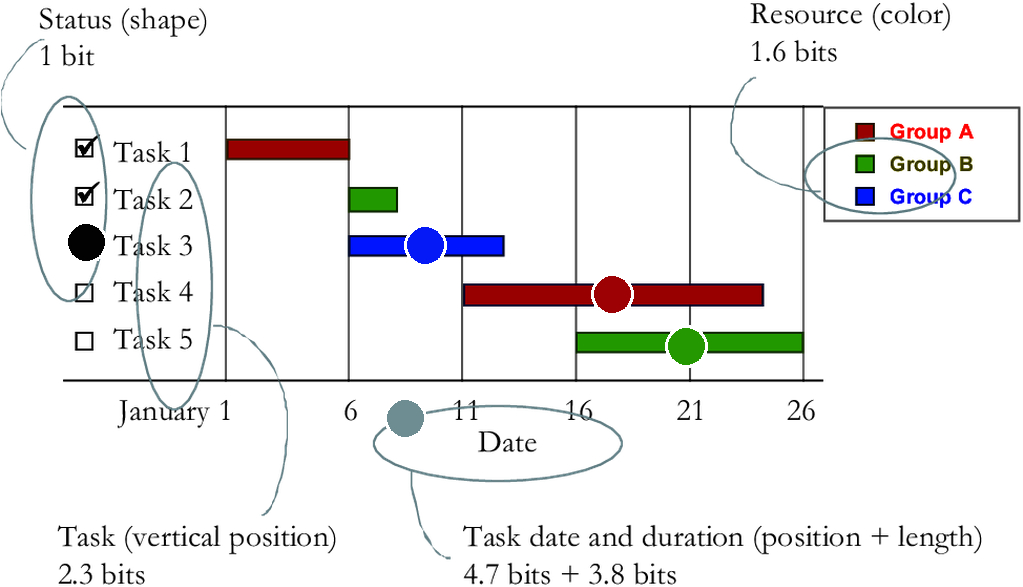 Status (shape)
1 bit
Resource (color)
1.6 bits
Group A
Group B
Group C
Task 1
Task 2
Task 3
Task 4
Task 5
January 1 6 11 16 21 26
Date
Task (vertical position)
2.3 bits
Task date and duration (position + length)
4.7 bits + 3.8 bits